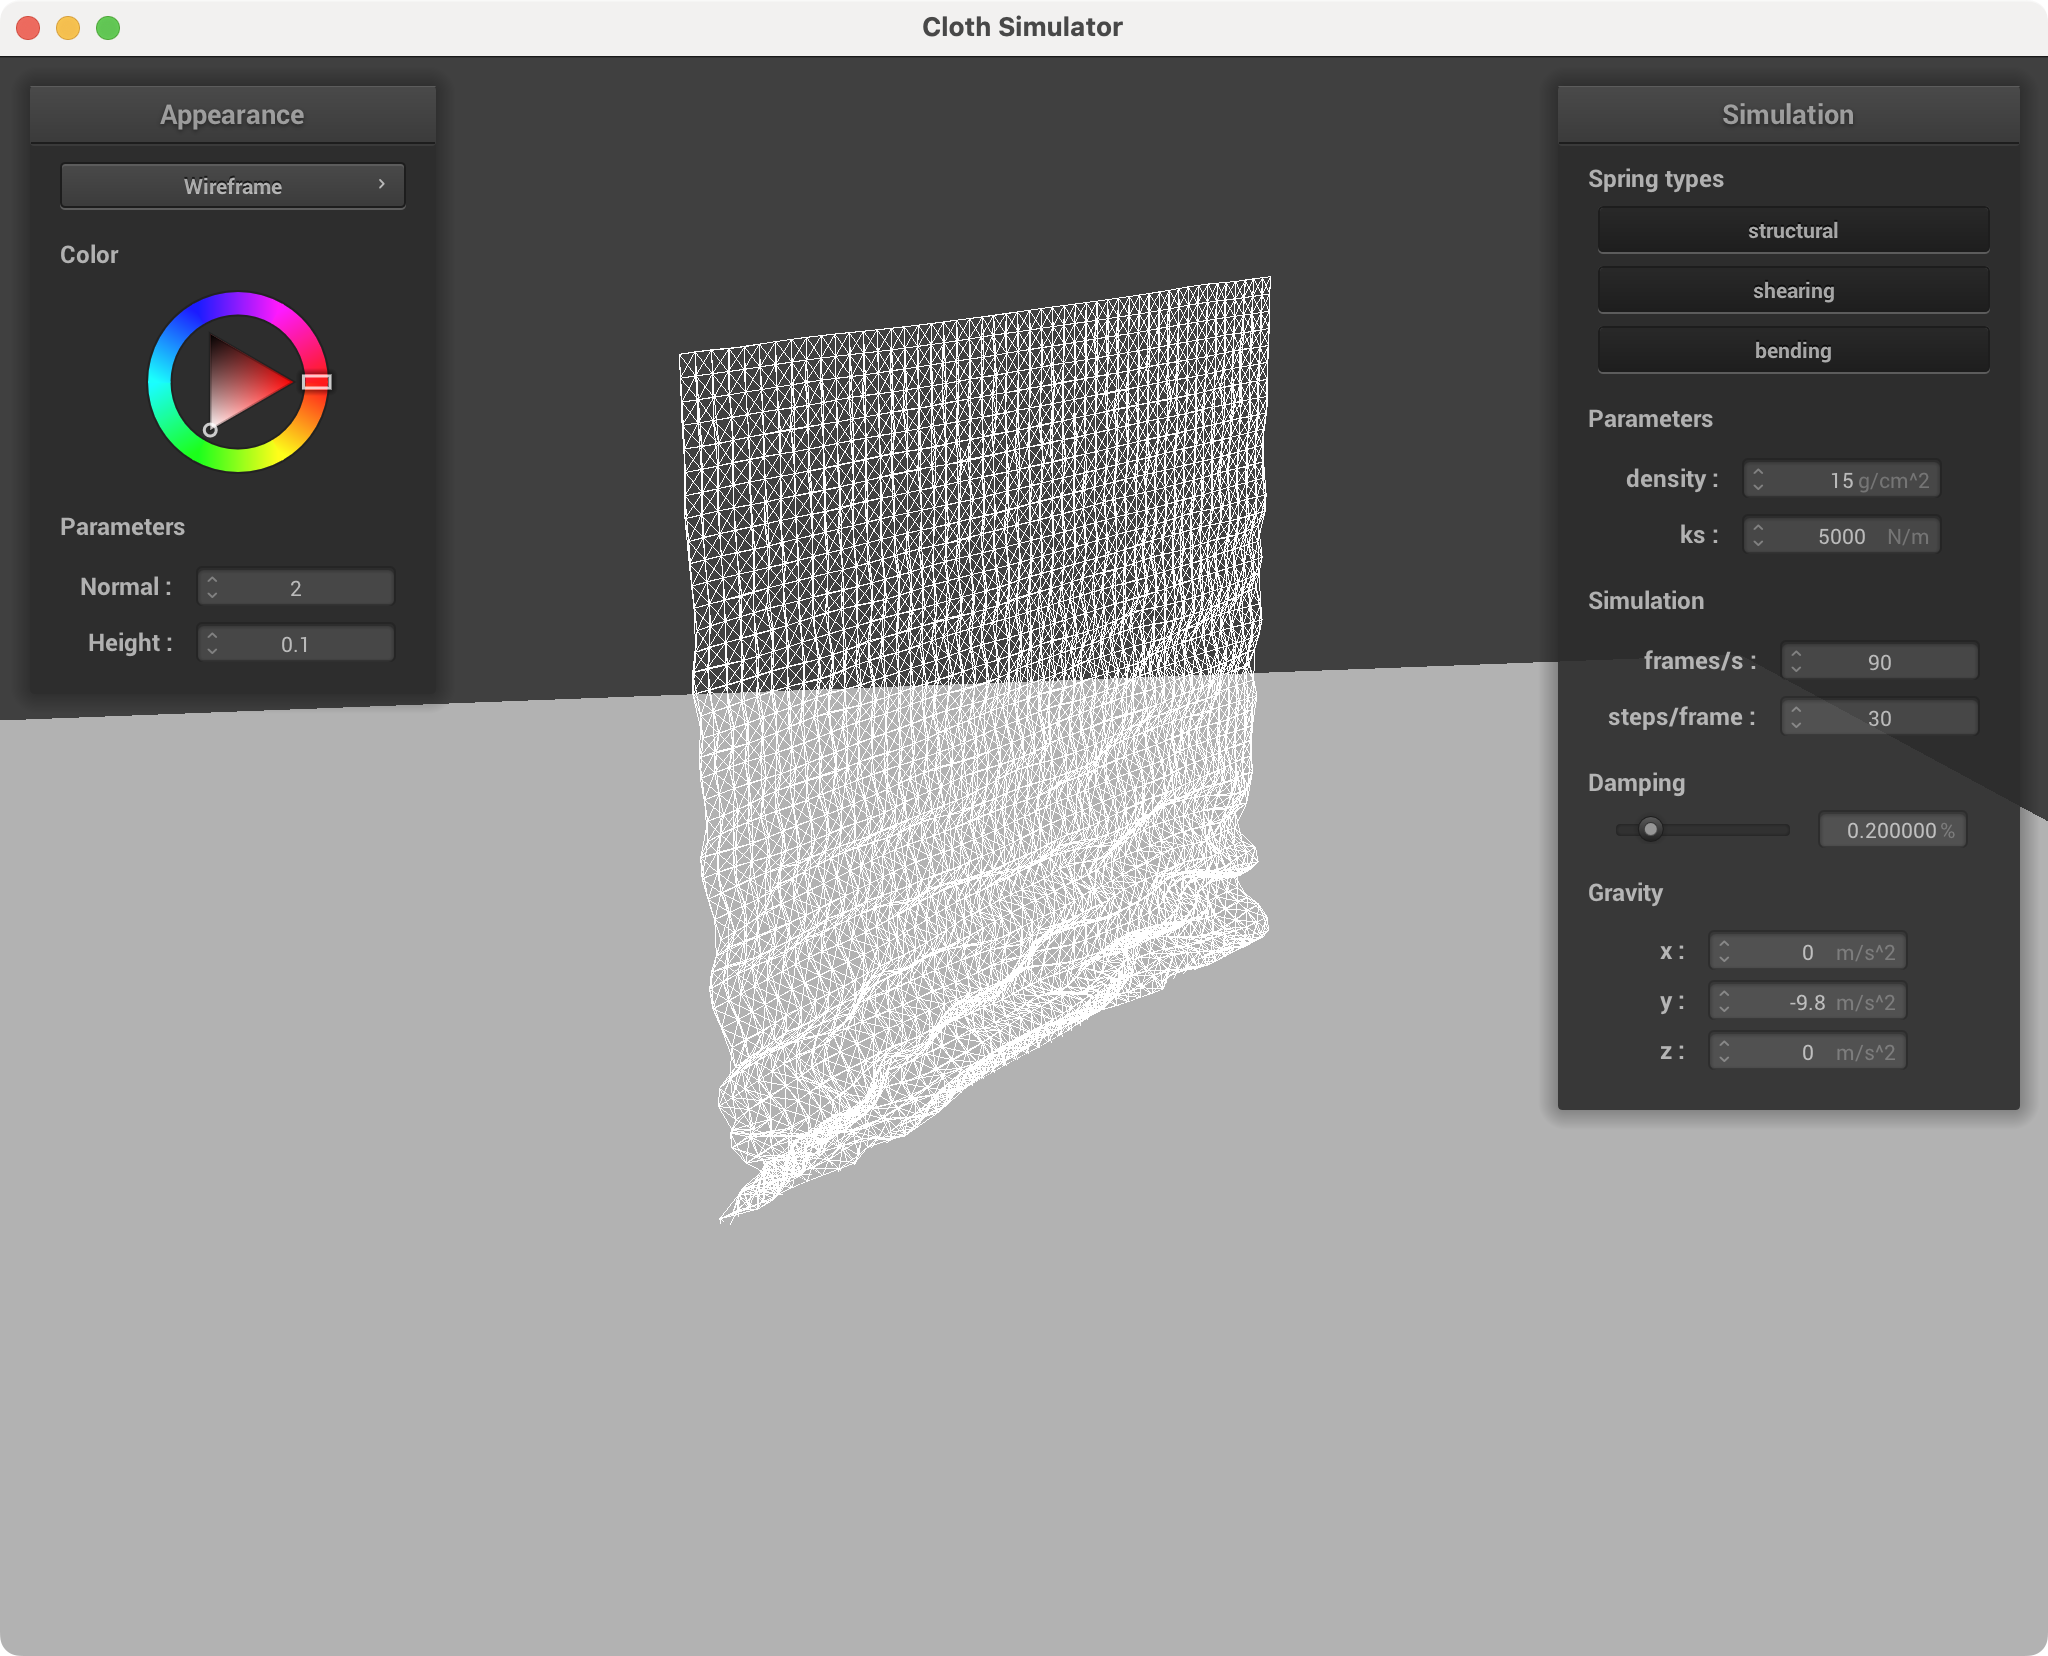 Cloth Simulator
Appearance
Wireframe
Color
Parameters
Normal : 2
Height : 0.1
Simulation
Spring types
structural
shearing
bending
Parameters
density : 15 g/cm^2
ks : 5000 N/m
Simulation
frames/s : 90
steps/frame : 30
Damping
0.200000 %
Gravity
x : 0 m/s^2
y : -9.8 m/s^2
z : 0 m/s^2